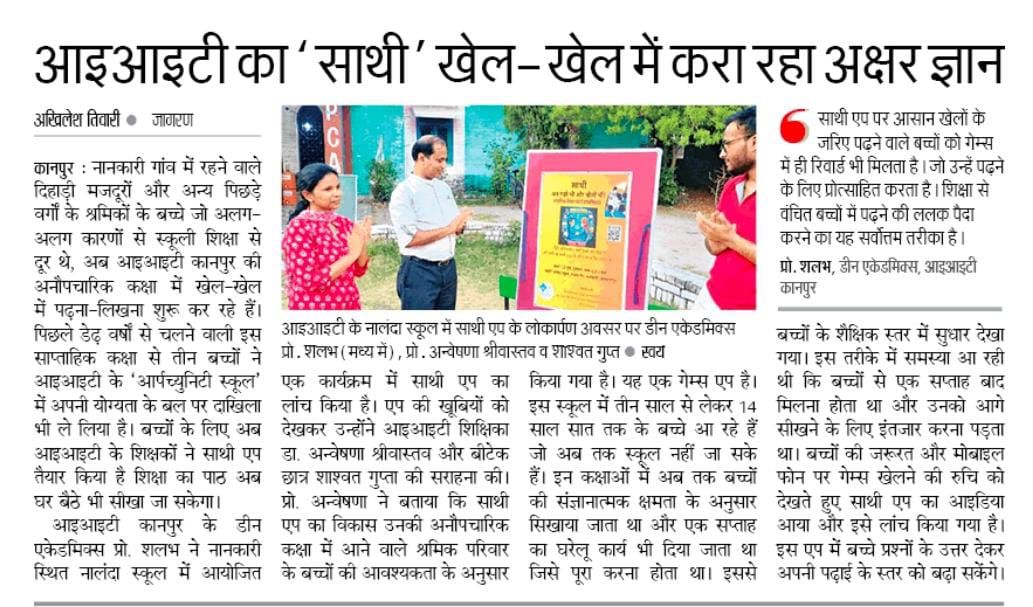 आइआइटी का ‘साथी’ खेल-खेल में करा रहा अक्षर ज्ञान
अखिलेश तिवारी ● जागरण
कानपुर : नानकारी गांव में रहने वाले
दिहाड़ी मजदूरों और अन्य पिछड़े
वर्गों के श्रमिकों के बच्चे जो अलग-
अलग कारणों से स्कूली शिक्षा से
दूर थे, अब आइआइटी कानपुर की
अनौपचारिक कक्षा में खेल-खेल
में पढ़ना-लिखना शुरू कर रहे हैं।
पिछले डेढ़ वर्षों से चलने वाली इस
साप्ताहिक कक्षा से तीन बच्चों ने
आइआइटी के ‘आर्पच्युनिटी स्कूल’
में अपनी योग्यता के बल पर दाखिला
भी ले लिया है। बच्चों के लिए अब
आइआइटी के शिक्षकों ने साथी एप
तैयार किया है शिक्षा का पाठ अब
घर बैठे भी सीखा जा सकेगा।
आइआइटी कानपुर के डीन
एकेडमिक्स प्रो. शलभ ने नानकारी
स्थित नालंदा स्कूल में आयोजित
PCA
साथी
आइआइटी के नालंदा स्कूल में साथी एप के लोकार्पण अवसर पर डीन एकेडमिक्स
प्रो. शलभ (मध्य में) , प्रो. अन्वेषणा श्रीवास्तव व शाश्वत गुप्त ● स्वयं
एक कार्यक्रम में साथी एप का
लांच किया है। एप की खूबियों को
देखकर उन्होंने आइआइटी शिक्षिका
डा. अन्वेषणा श्रीवास्तव और बीटेक
छात्र शाश्वत गुप्ता की सराहना की।
प्रो. अन्वेषणा ने बताया कि साथी
एप का विकास उनकी अनौपचारिक
कक्षा में आने वाले श्रमिक परिवार
के बच्चों की आवश्यकता के अनुसार
किया गया है। यह एक गेम्स एप है।
इस स्कूल में तीन साल से लेकर 14
साल सात तक के बच्चे आ रहे हैं
जो अब तक स्कूल नहीं जा सके
हैं। इन कक्षाओं में अब तक बच्चों
की संज्ञानात्मक क्षमता के अनुसार
सिखाया जाता था और एक सप्ताह
का घरेलू कार्य भी दिया जाता था
जिसे पूरा करना होता था। इससे
साथी एप पर आसान खेलों के
जरिए पढ़ने वाले बच्चों को गेम्स
में ही रिवार्ड भी मिलता है। जो उन्हें पढ़ने
के लिए प्रोत्साहित करता है। शिक्षा से
वंचित बच्चों में पढ़ने की ललक पैदा
करने का यह सर्वोत्तम तरीका है।
प्रो. शलभ, डीन एकेडमिक्स, आइआइटी
कानपुर
बच्चों के शैक्षिक स्तर में सुधार देखा
गया। इस तरीके में समस्या आ रही
थी कि बच्चों से एक सप्ताह बाद
मिलना होता था और उनको आगे
सीखने के लिए इंतजार करना पड़ता
था। बच्चों की जरूरत और मोबाइल
फोन पर गेम्स खेलने की रुचि को
देखते हुए साथी एप का आइडिया
आया और इसे लांच किया गया है।
इस एप में बच्चे प्रश्नों के उत्तर देकर
अपनी पढ़ाई के स्तर को बढ़ा सकेंगे।